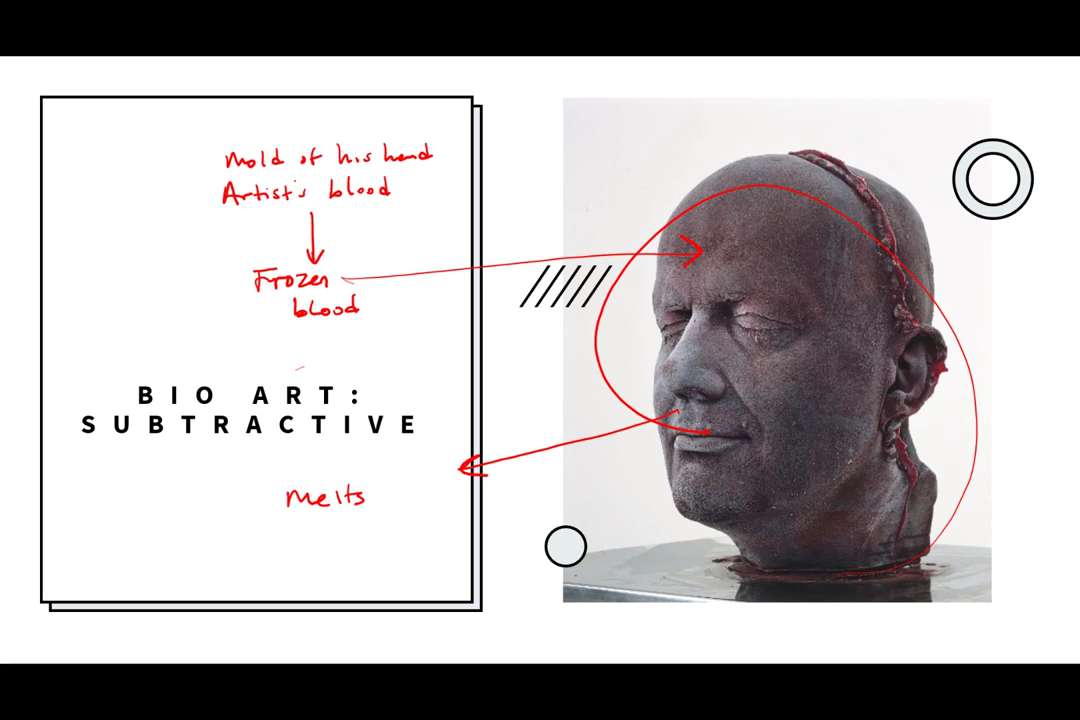 Mold of his head
Artist's blood
Frozen
blood
BIO ART:
SUBTRACTIVE
Melts